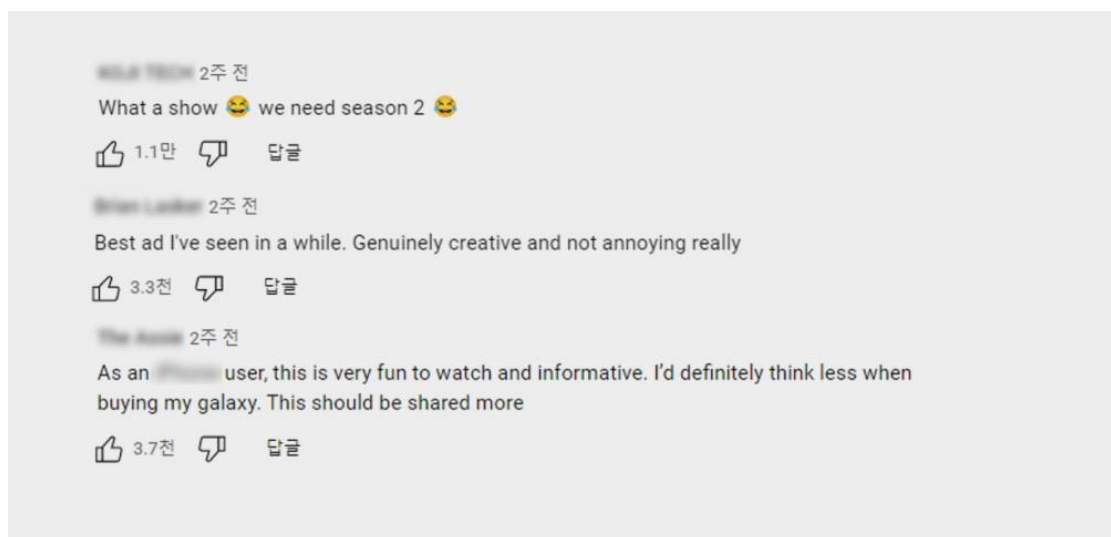 2주 전
What a show 😂 we need season 2 😂
1.1만 답글
2주 전
Best ad I've seen in a while. Genuinely creative and not annoying really
3.3천 답글
2주 전
As an user, this is very fun to watch and informative. I’d definitely think less when
buying my galaxy. This should be shared more
3.7천 답글